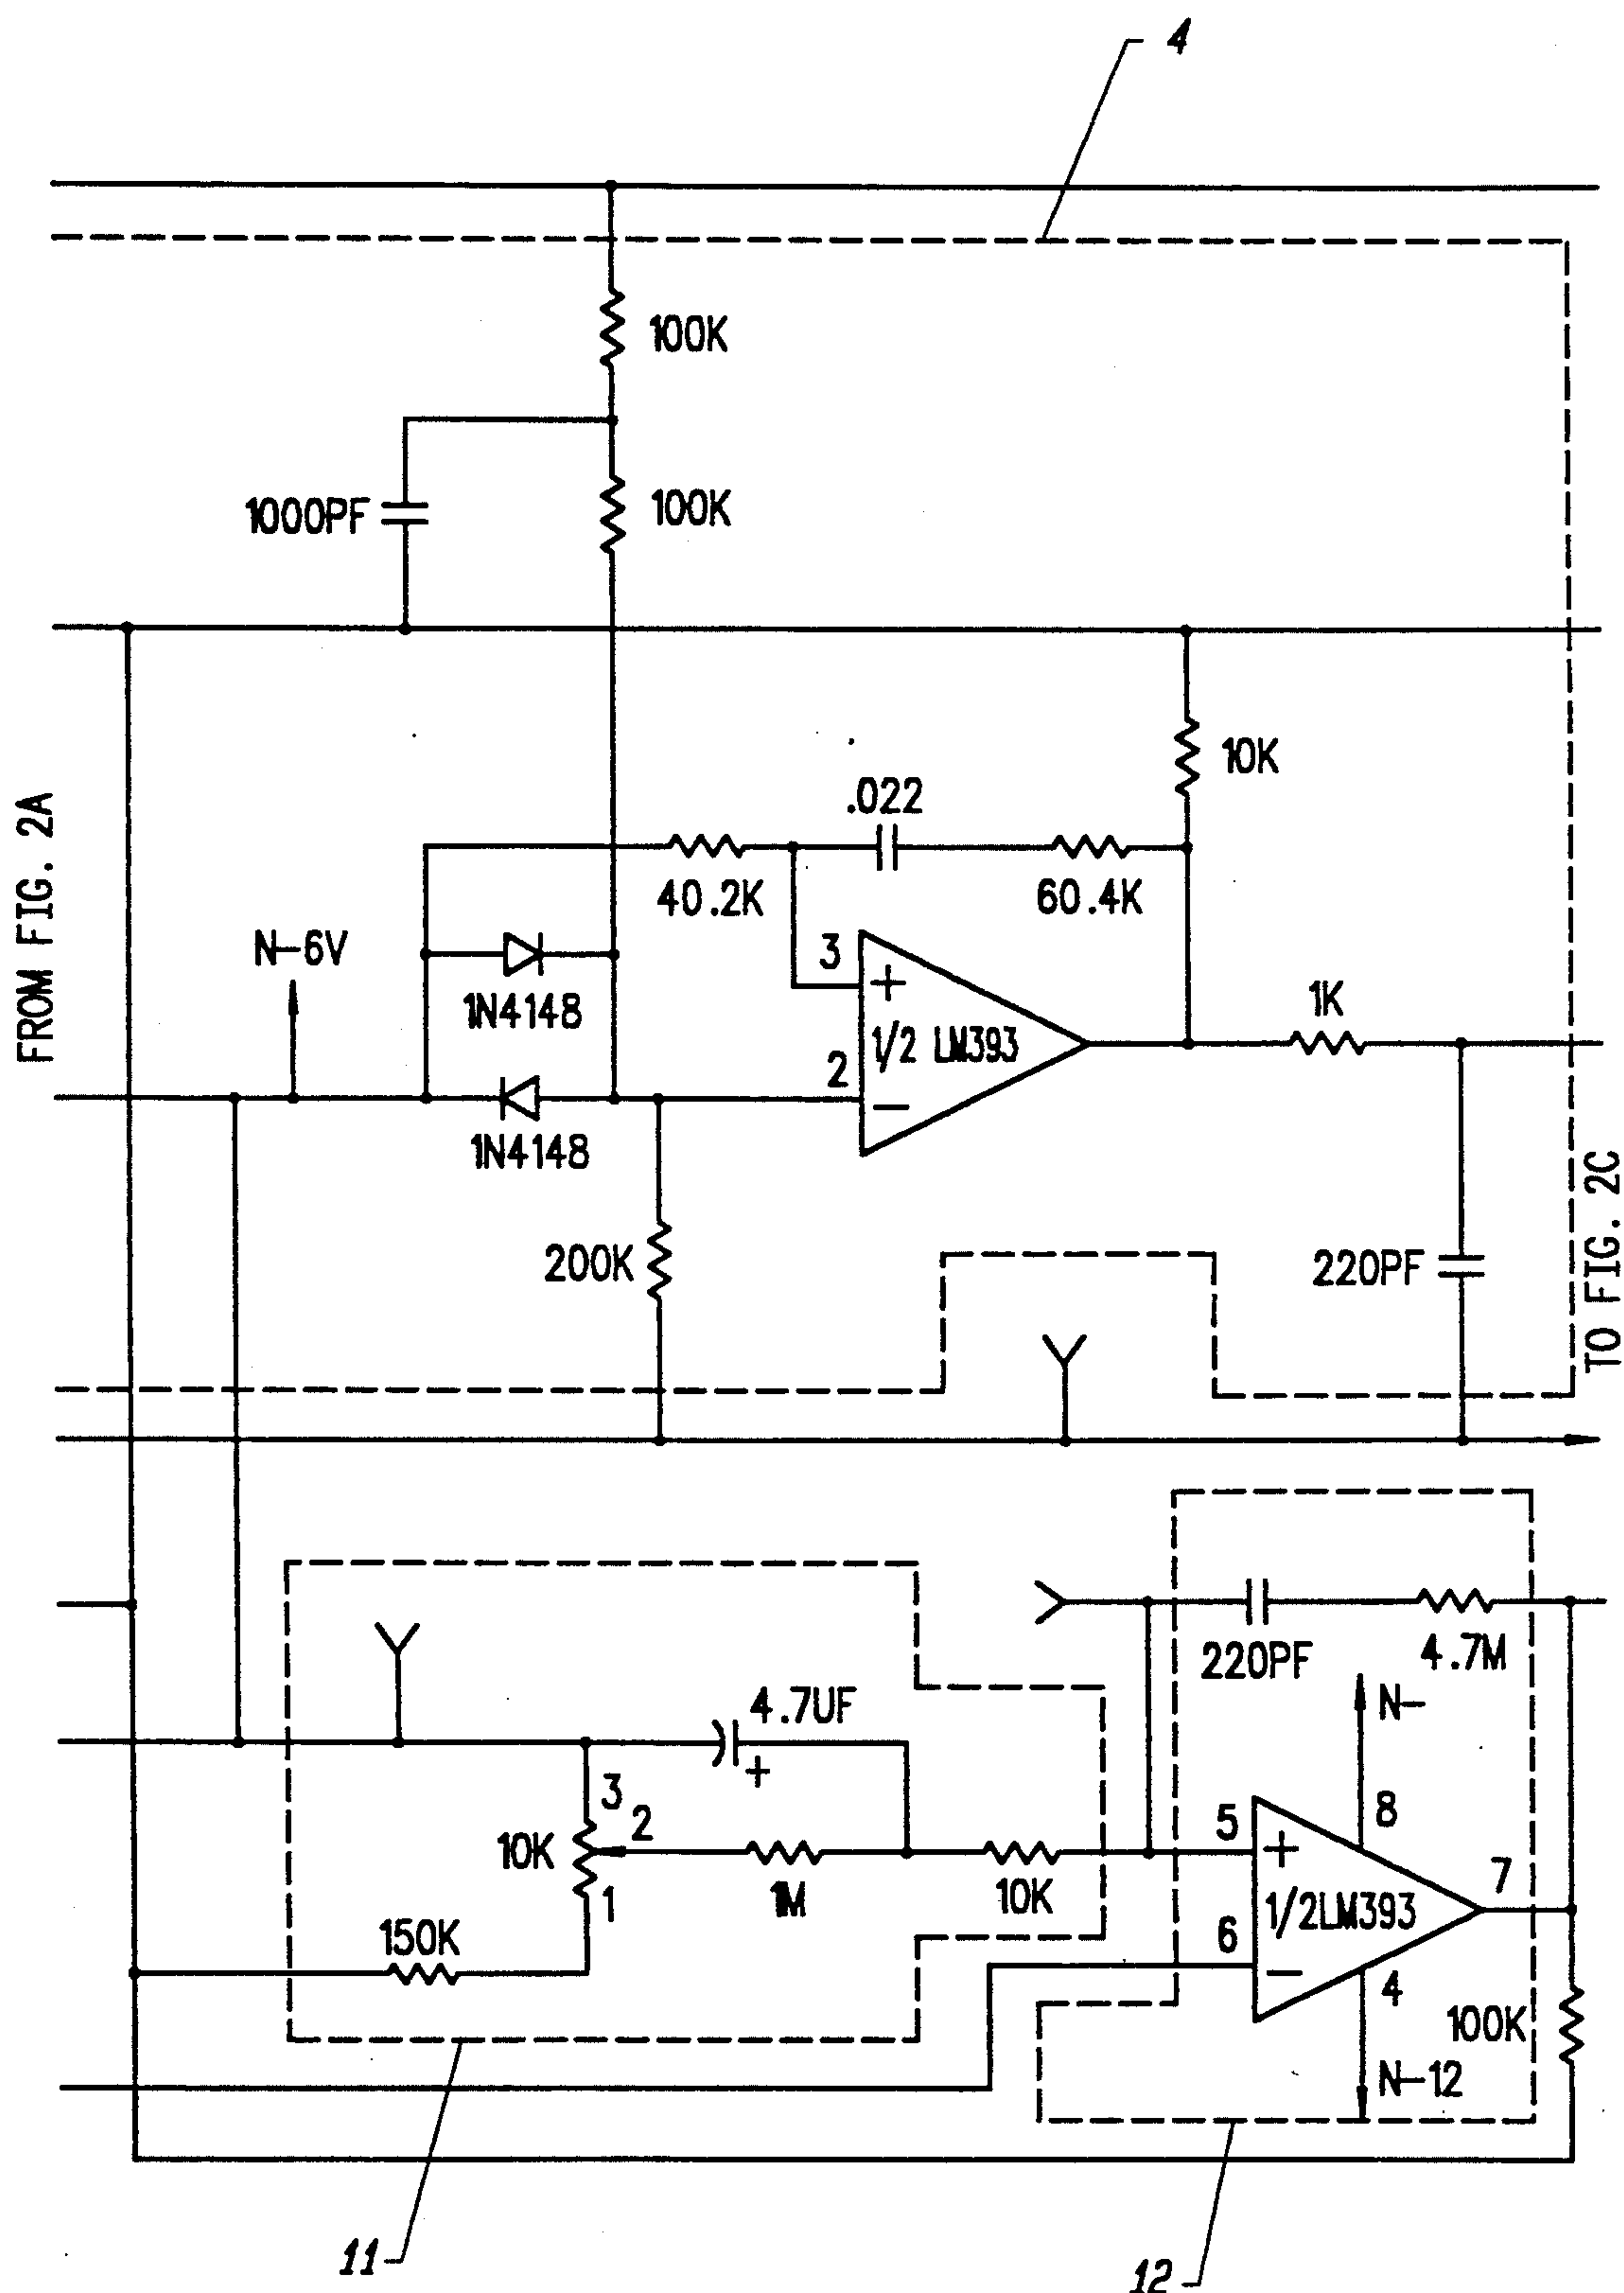 4
100K
1000PF
100K
10K
.022
40.2K
60.4K
FROM FIG. 2A
N-6V
3
+
1N4148
1/2 LM393
1K
2
−
1N4148
200K
220PF
TO FIG. 2C
220PF
4.7M
4.7UF
+
N-
3
2
10K
1M
10K
1
5
+
8
7
150K
6
1/2LM393
−
4
100K
N-12
11
12